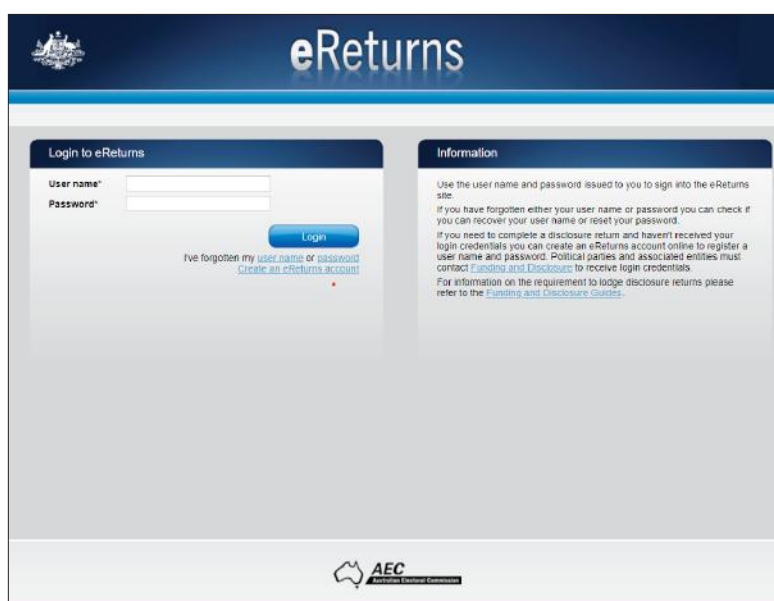 eReturns
Login to eReturns
User name*
Password*
Login
I've forgotten my user name or password
Create an eReturns account
*
Information
Use the user name and password issued to you to sign into the eReturns
site.
If you have forgotten either your user name or password you can check if
you can recover your user name or reset your password.
If you need to complete a disclosure return and haven't received your
login credentials you can create an eReturns account online to register a
user name and password. Political parties and associated entities must
contact Funding and Disclosure to receive login credentials.
For information on the requirement to lodge disclosure returns please
refer to the Funding and Disclosure Guides.
AEC
Australian Electoral Commission